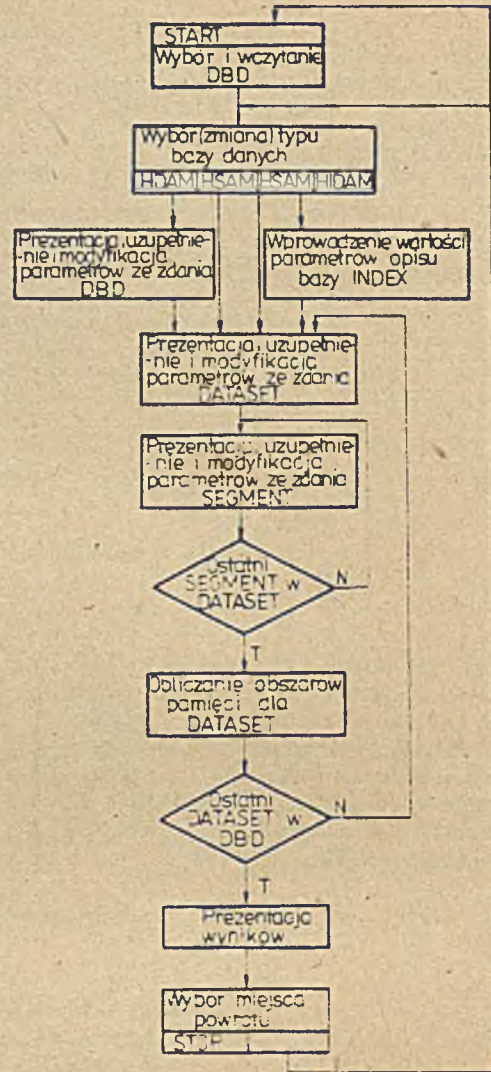 START
Wybór i wczytanie
DBD
Wybór (zmiana) typu
bazy danych
HDAM HSAM HSAM HIDAM
Prezentacja, uzupełnie-
-nie i modyfikacja
parametrów ze zdania
DBD
Wprowadzenie wartości
parametrów opisu
bazy INDEX
Prezentacja, uzupełnie-
-nie i modyfikacja
parametrów ze zdania
DATASET
Prezentacja, uzupełnie-
-nie i modyfikacja
parametrów ze zdania
SEGMENT
Ostatni
SEGMENT w
DATASET
N
T
Obliczanie obszarów
pamięci dla
DATASET
Ostatni
DATASET w
DBD
N
T
Prezentacja
wyników
Wybór miejsca
powrotu
STOP